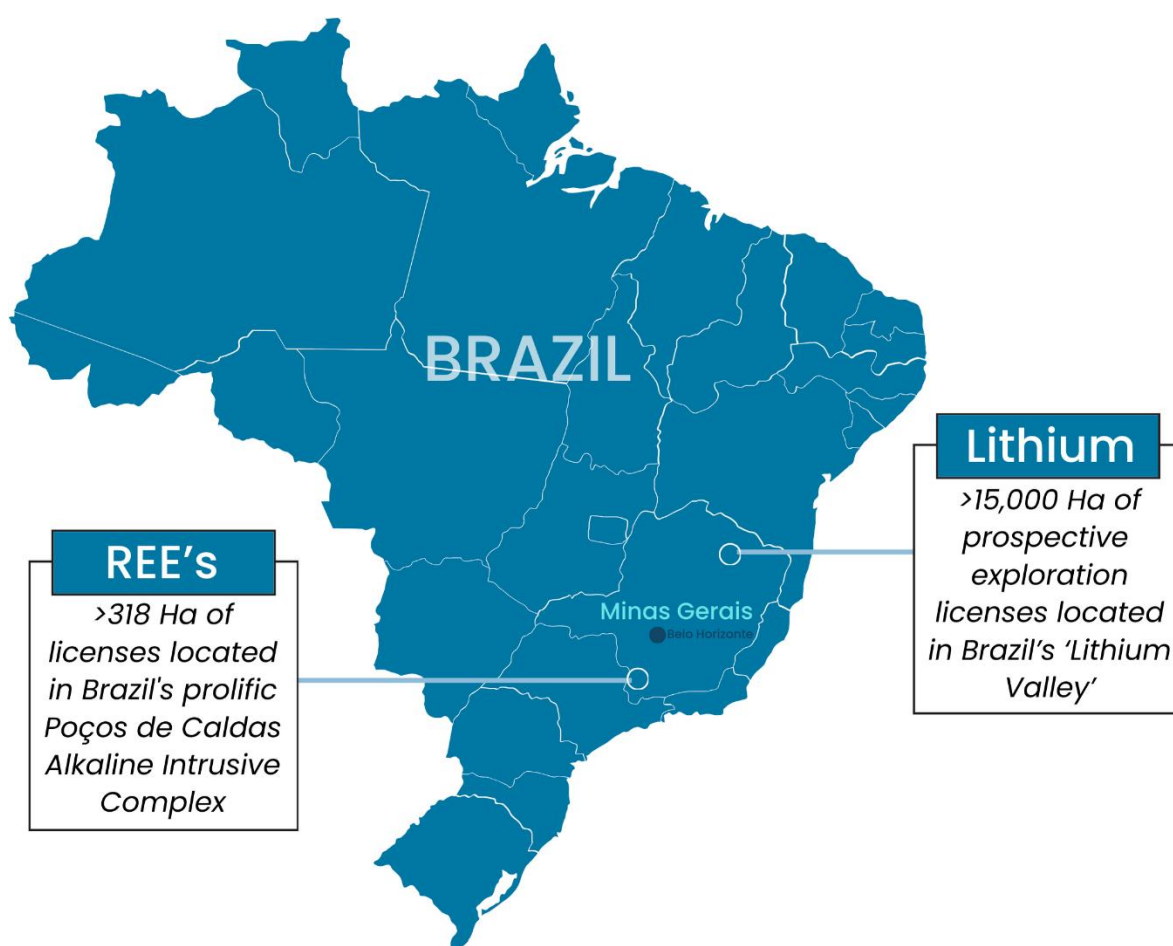 BRAZIL
Lithium
>15,000 Ha of
prospective
exploration
licenses located
in Brazil’s ‘Lithium
Valley’
REE’s
>318 Ha of
licenses located
in Brazil's prolific
Poços de Caldas
Alkaline Intrusive
Complex
Minas Gerais
Belo Horizonte